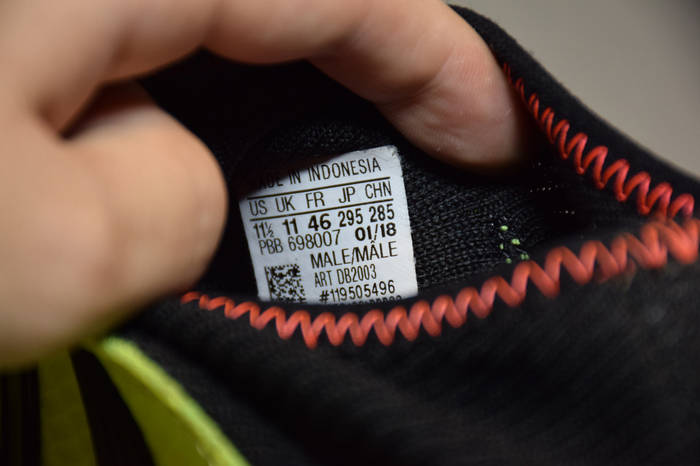 IN INDONESIA
US UK FR JP CHN
11½ 11 46 295 285
PBB 698007 01/18
MALE/MÂLE
ART DB2003
#119505496